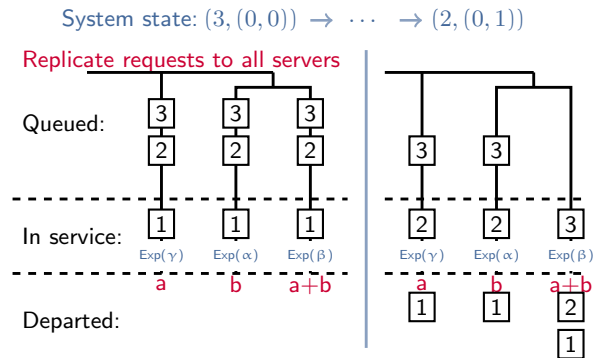 System state: (3, (0, 0)) → ··· → (2, (0, 1))
Replicate requests to all servers
3 3 3
Queued:
2 2 2 3 3
In service: 1 1 1 2 2 3
Exp(γ) Exp(α) Exp(β) Exp(γ) Exp(α) Exp(β)
a b a+b a b a+b
Departed: 1 1 2
1